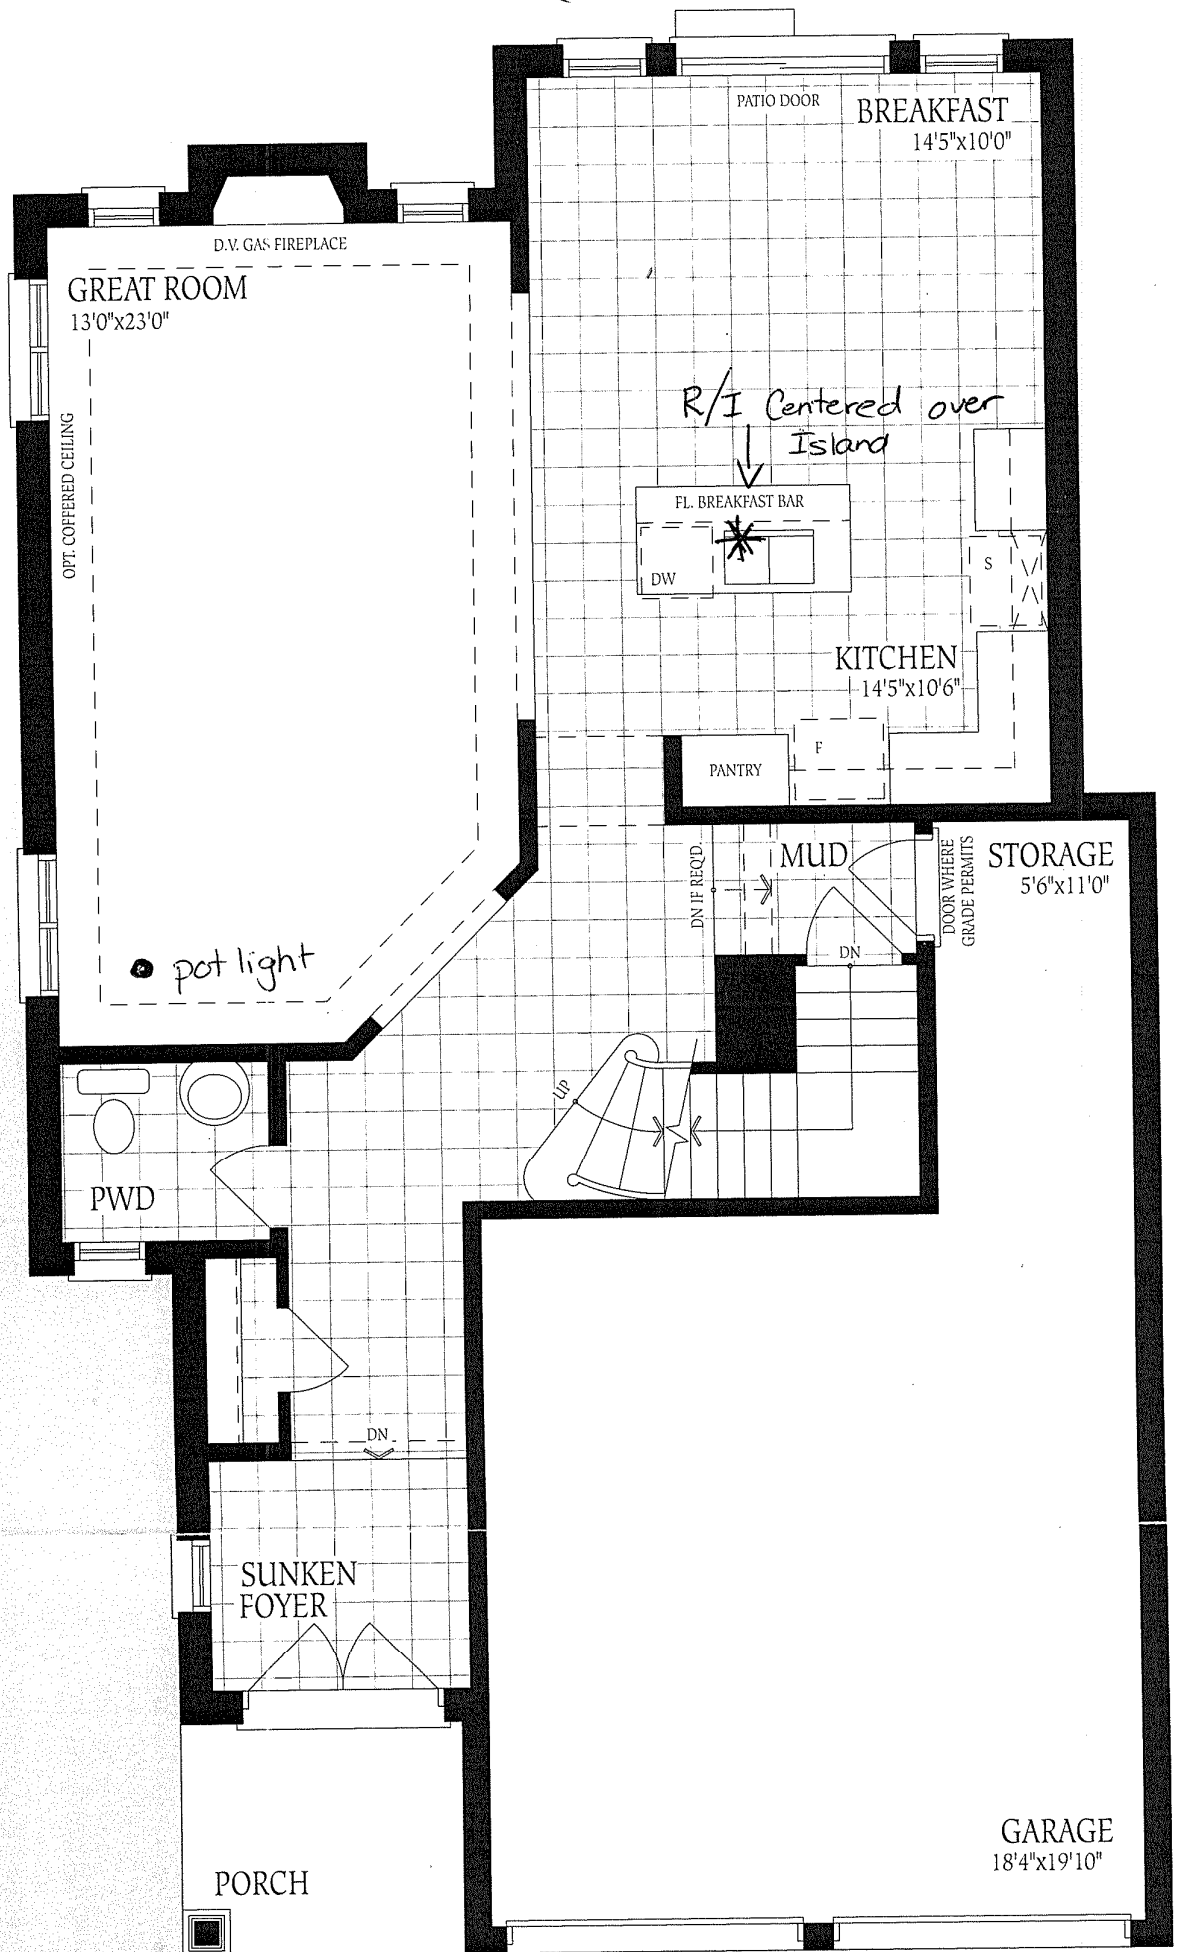 PATIO DOOR
BREAKFAST
14'5"x10'0"
D.V. GAS FIREPLACE
GREAT ROOM
13'0"x23'0"
OPT. COFFERED CEILING
R/I Centered over
Island
FL. BREAKFAST BAR
DW
S
KITCHEN
14'5"x10'6"
F
PANTRY
DN IF REQ'D.
MUD
DOOR WHERE
GRADE PERMITS
STORAGE
5'6"x11'0"
DN
pot light
UP
PWD
DN
SUNKEN
FOYER
GARAGE
18'4"x19'10"
PORCH